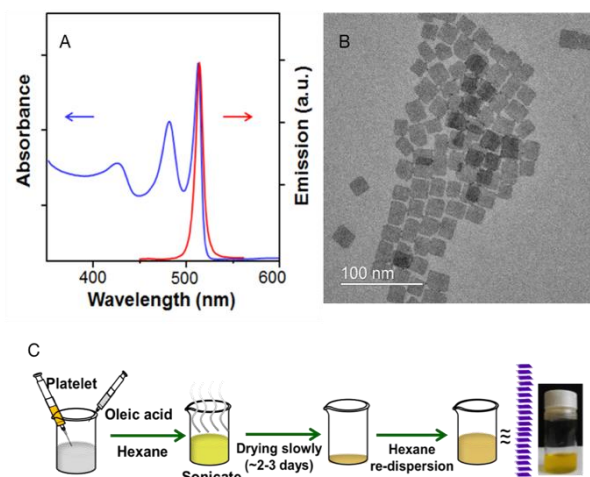 A
Absorbance
Emission (a.u.)
400
500
600
Wavelength (nm)
B
100 nm
C
Platelet
Oleic acid
Hexane
Sonicate
Drying slowly
(~2-3 days)
Hexane
re-dispersion
≈